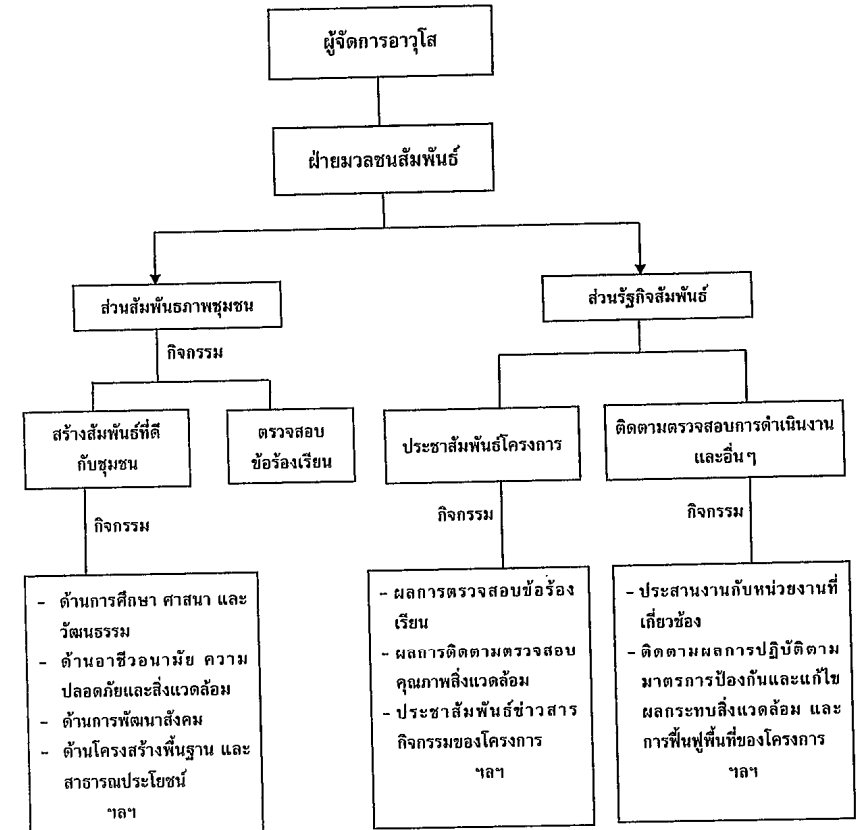 ผู้จัดการอาวุโส
ฝ่ายมวลชนสัมพันธ์
ส่วนสัมพันธภาพชุมชน
ส่วนรัฐกิจสัมพันธ์
กิจกรรม
สร้างสัมพันธ์ที่ดี
กับชุมชน
ตรวจสอบ
ข้อร้องเรียน
ประชาสัมพันธ์โครงการ
ติดตามตรวจสอบการดำเนินงาน
และอื่นๆ
กิจกรรม
กิจกรรม
กิจกรรม
- ด้านการศึกษา ศาสนา และ
วัฒนธรรม
- ด้านอาชีวอนามัย ความ
ปลอดภัยและสิ่งแวดล้อม
- ด้านการพัฒนาสังคม
- ด้านโครงสร้างพื้นฐาน และ
สาธารณประโยชน์
ฯลฯ
- ผลการตรวจสอบข้อร้อง
เรียน
- ผลการติดตามตรวจสอบ
คุณภาพสิ่งแวดล้อม
- ประชาสัมพันธ์ข่าวสาร
กิจกรรมของโครงการ
ฯลฯ
- ประสานงานกับหน่วยงานที่
เกี่ยวช้อง
- ติดตามผลการปฏิบัติตาม
มาตรการป้องกันและแก้ไข
ผลกระทบสิ่งแวดล้อม และ
การฟื้นฟูพื้นที่ของโครงการ
ฯลฯ